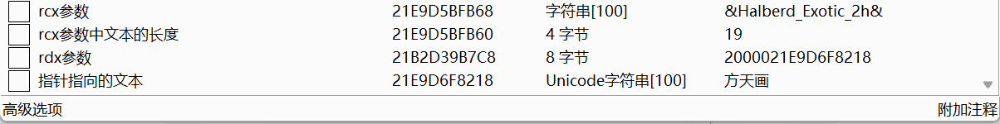 rcx参数 21E9D5BFB68 字符串[100] &Halberd_Exotic_2h&
rcx参数中文本的长度 21E9D5BFB60 4 字节 19
rdx参数 21B2D39B7C8 8 字节 2000021E9D6F8218
指针指向的文本 21E9D6F8218 Unicode字符串[100] 方天画
高级选项 附加注释